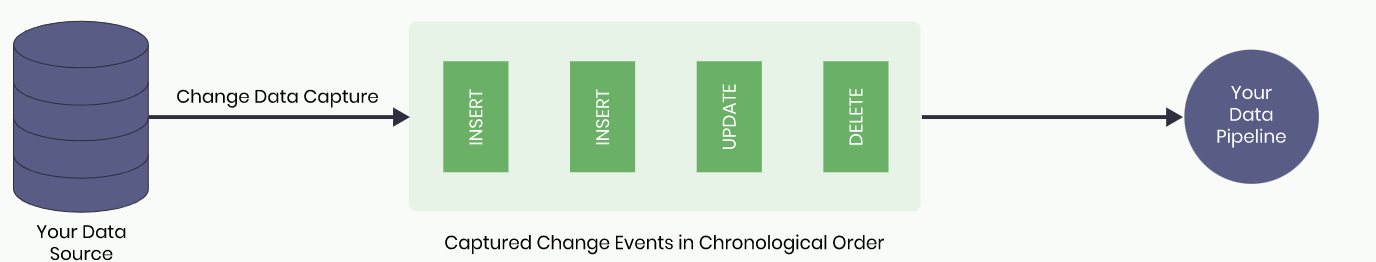 Change Data Capture
INSERT
INSERT
UPDATE
DELETE
Your
Data
Pipeline
Your Data
Source
Captured Change Events in Chronological Order